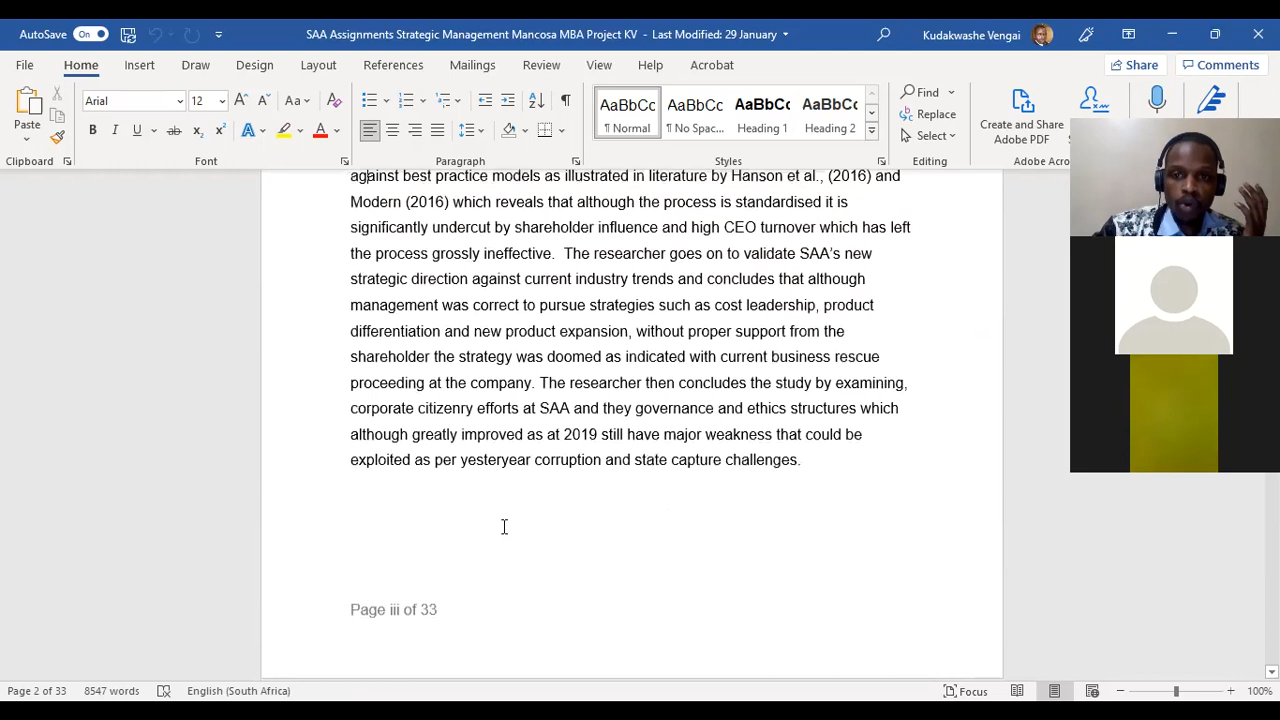 AutoSave On SAA Assignments Strategic Management Mancosa MBA Project KV - Last Modified: 29 January Kudakwashe Vengai
File Home Insert Draw Design Layout References Mailings Review View Help Acrobat Share Comments
Arial 12 Aa AaBbCc AaBbCc AaBbCc AaBbCc Find
Paste B I U ab x2 x2 A A Normal No Spac... Heading 1 Heading 2 Replace Create and Share Adobe PDF
Select
Clipboard Font Paragraph Styles Editing Adobe Acro
against best practice models as illustrated in literature by Hanson et al., (2016) and
Modern (2016) which reveals that although the process is standardised it is
significantly undercut by shareholder influence and high CEO turnover which has left
the process grossly ineffective. The researcher goes on to validate SAA's new
strategic direction against current industry trends and concludes that although
management was correct to pursue strategies such as cost leadership, product
differentiation and new product expansion, without proper support from the
shareholder the strategy was doomed as indicated with current business rescue
proceeding at the company. The researcher then concludes the study by examining,
corporate citizenry efforts at SAA and they governance and ethics structures which
although greatly improved as at 2019 still have major weakness that could be
exploited as per yesteryear corruption and state capture challenges.
Page iii of 33
Page 2 of 33 8547 words English (South Africa) Focus 100%